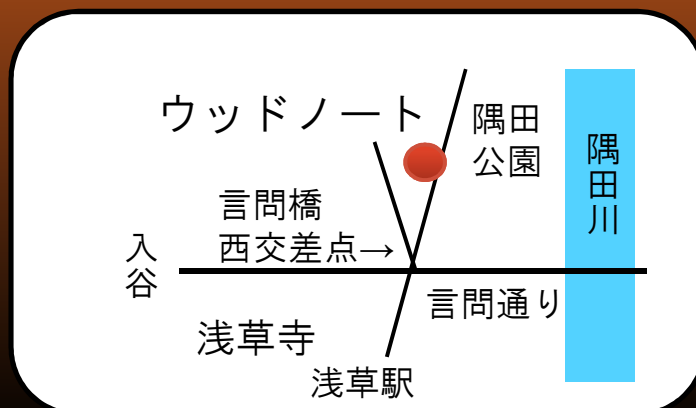 ウッドノート
隅田
公園
隅田川
言問橋
西交差点→
入谷
言問通り
浅草寺
浅草駅